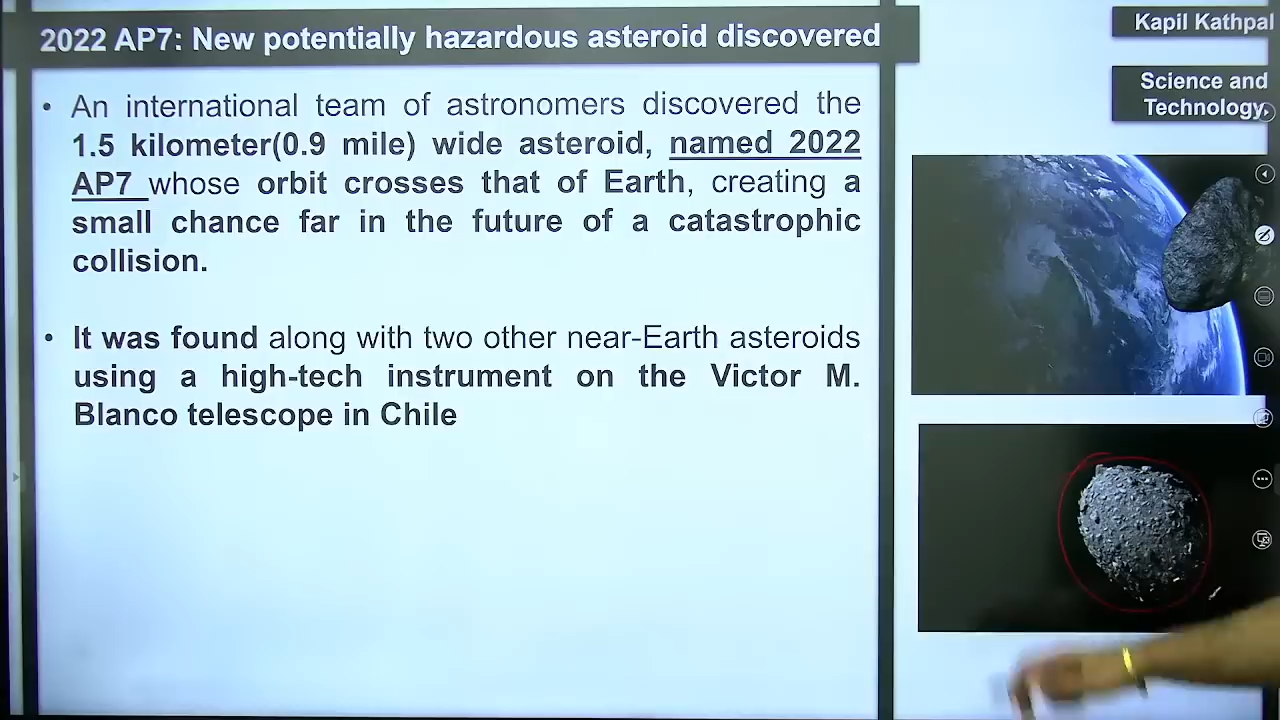 2022 AP7: New potentially hazardous asteroid discovered
Kapil Kathpal
Science and
Technology
• An international team of astronomers discovered the
1.5 kilometer(0.9 mile) wide asteroid, named 2022
AP7 whose orbit crosses that of Earth, creating a
small chance far in the future of a catastrophic
collision.
• It was found along with two other near-Earth asteroids
using a high-tech instrument on the Victor M.
Blanco telescope in Chile